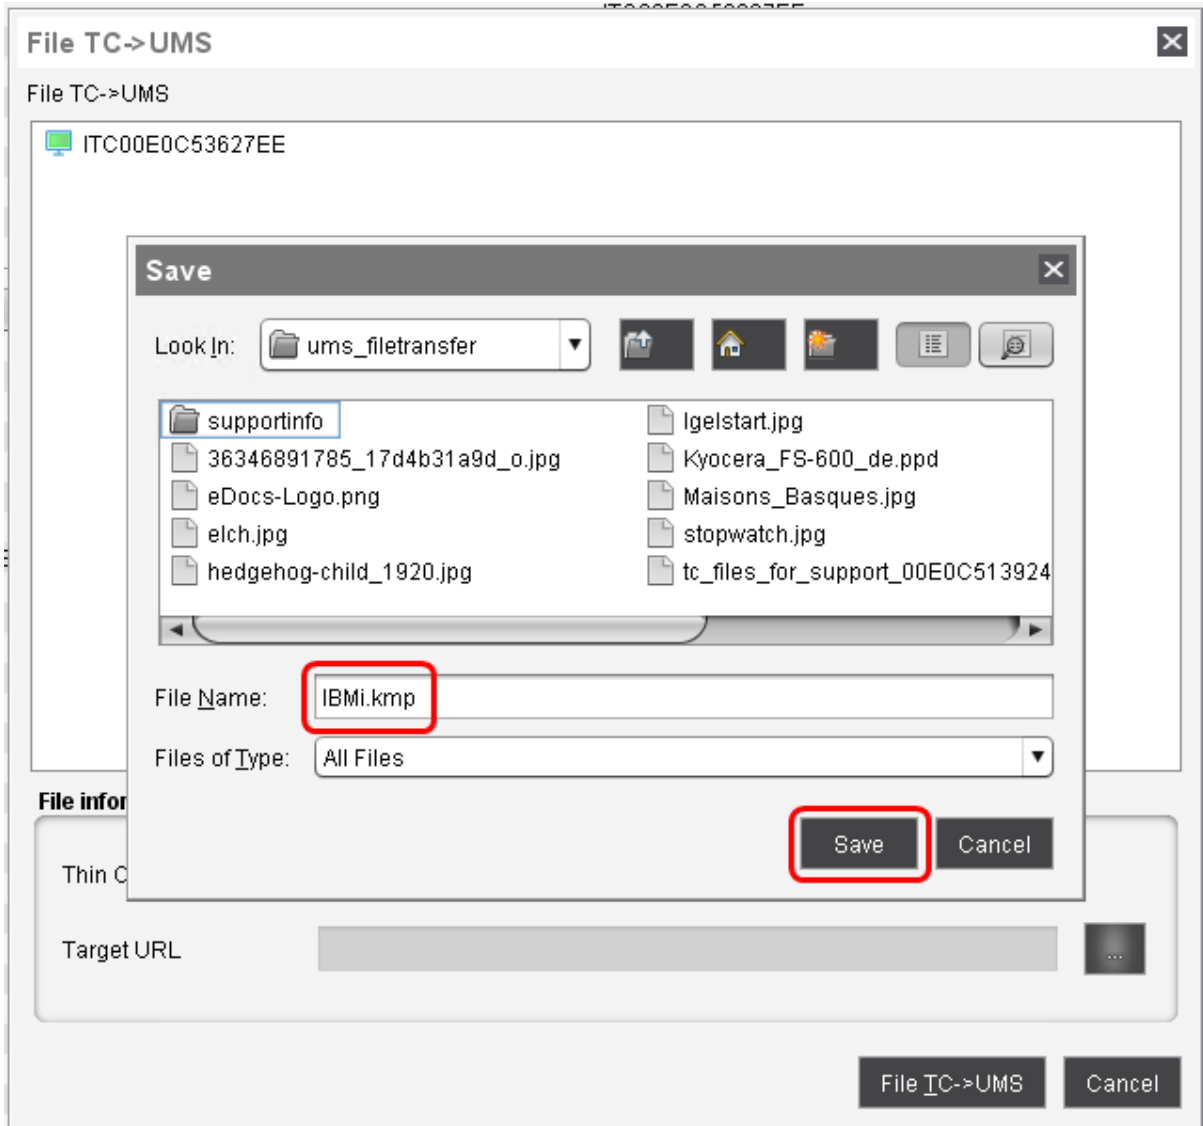 File TC->UMS
File TC->UMS
ITC00E0C53627EE
Save
Look In: ums_filetransfer
supportinfo
36346891785_17d4b31a9d_o.jpg
eDocs-Logo.png
elch.jpg
hedgehog-child_1920.jpg
Igelstart.jpg
Kyocera_FS-600_de.ppd
Maisons_Basques.jpg
stopwatch.jpg
tc_files_for_support_00E0C513924
File Name: IBMi.kmp
Files of Type: All Files
Save Cancel
File infor
Thin C
Target URL ...
File TC->UMS Cancel